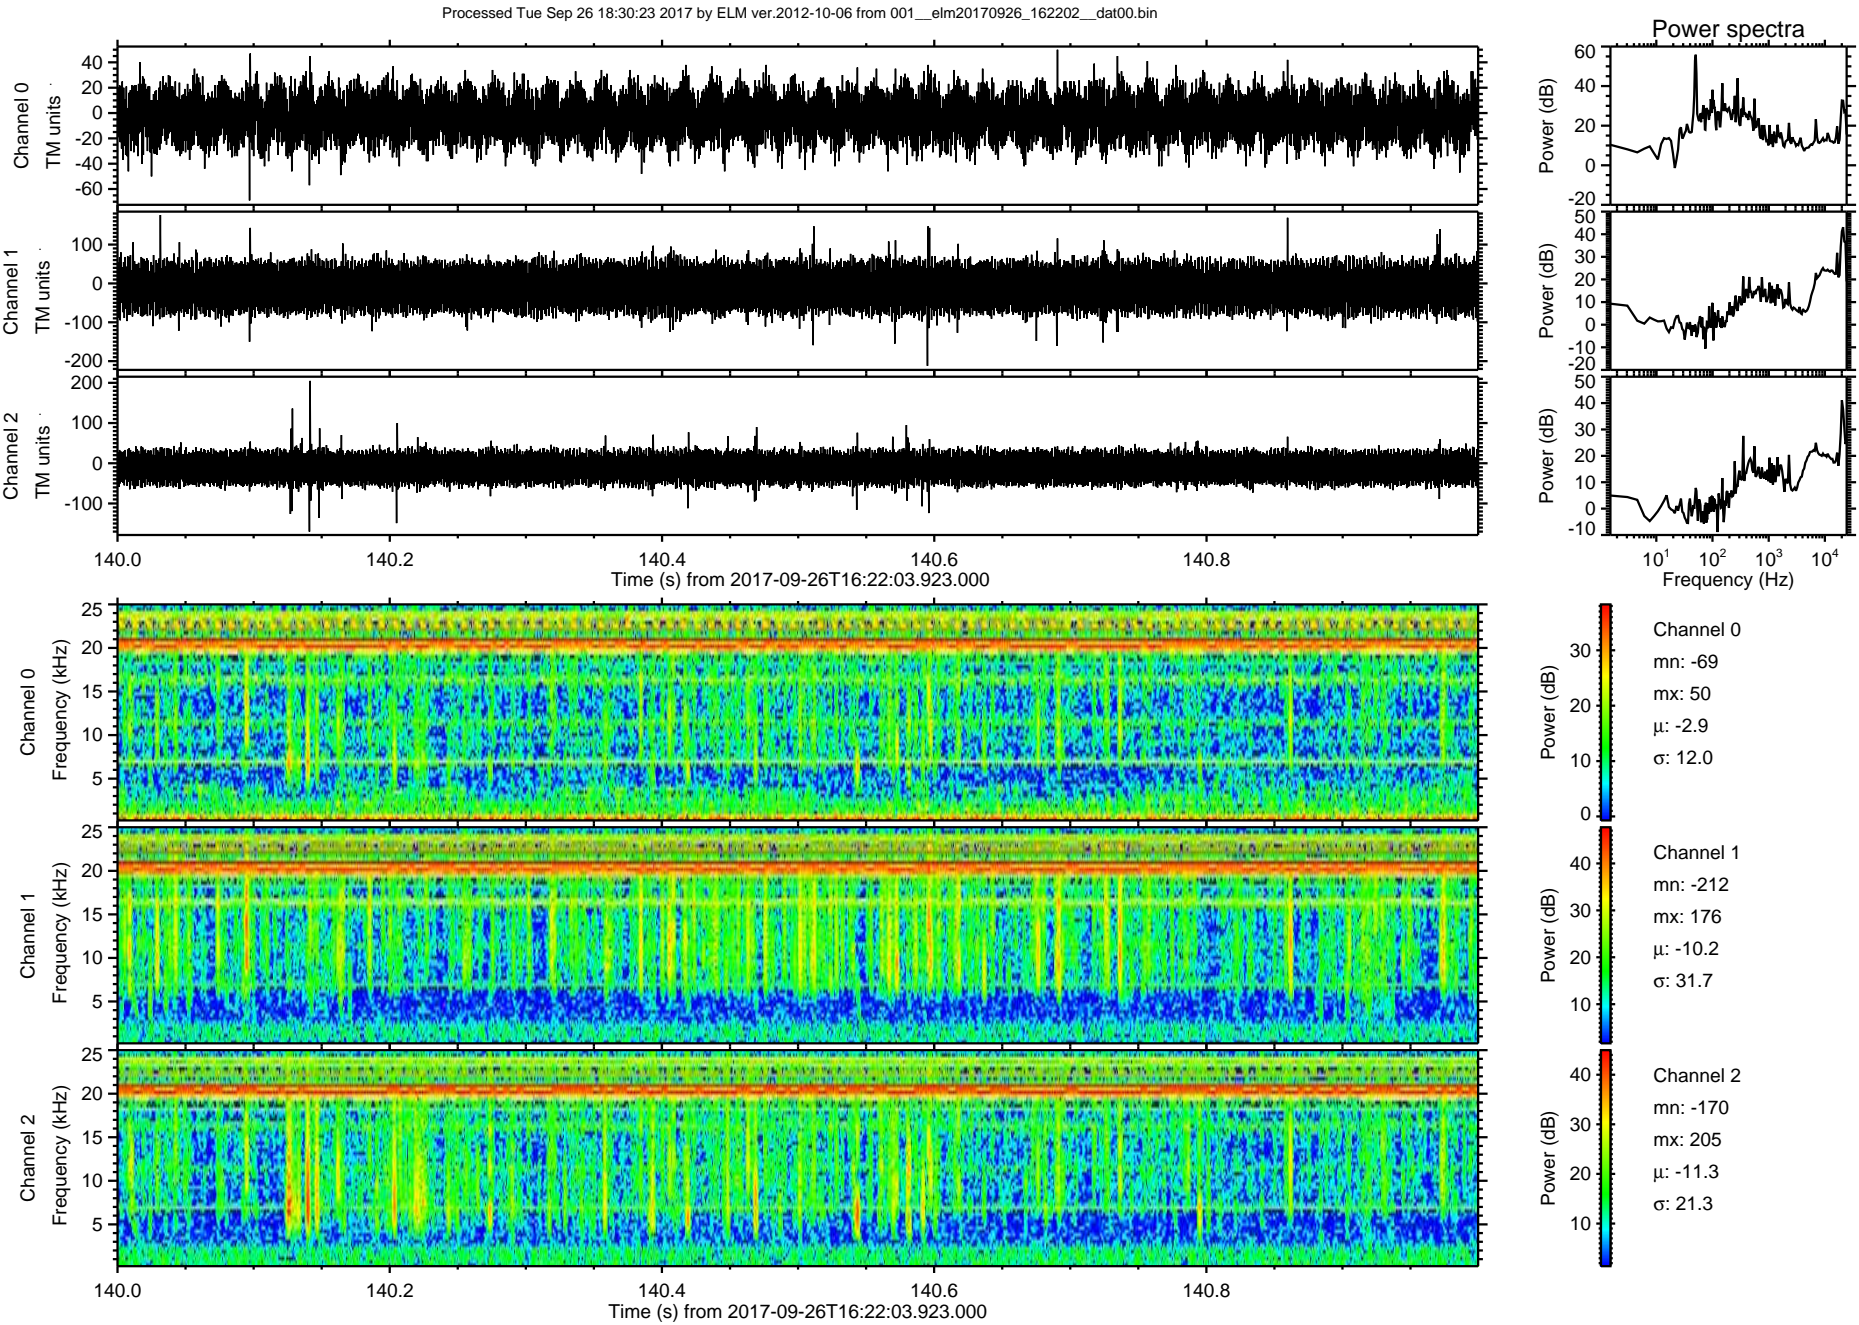 Processed Tue Sep 26 18:30:23 2017 by ELM ver.2012-10-06 from 001__elm20170926_162202__dat00.bin
Power spectra
Channel 0
TM units
40
20
0
-20
-40
-60
Power (dB)
60
40
20
0
-20
Channel 1
TM units
100
0
-100
-200
Power (dB)
50
40
30
20
10
0
-10
-20
Channel 2
TM units
200
100
0
-100
Power (dB)
50
40
30
20
10
0
-10
140.0 140.2 140.4 140.6 140.8
Time (s) from 2017-09-26T16:22:03.923.000
10^1 10^2 10^3 10^4
Frequency (Hz)
Channel 0
Frequency (kHz)
25
20
15
10
5
Power (dB)
30
20
10
0
Channel 0
mn: -69
mx: 50
μ: -2.9
σ: 12.0
Channel 1
Frequency (kHz)
25
20
15
10
5
Power (dB)
40
30
20
10
Channel 1
mn: -212
mx: 176
μ: -10.2
σ: 31.7
Channel 2
Frequency (kHz)
25
20
15
10
5
Power (dB)
40
30
20
10
Channel 2
mn: -170
mx: 205
μ: -11.3
σ: 21.3
140.0 140.2 140.4 140.6 140.8
Time (s) from 2017-09-26T16:22:03.923.000